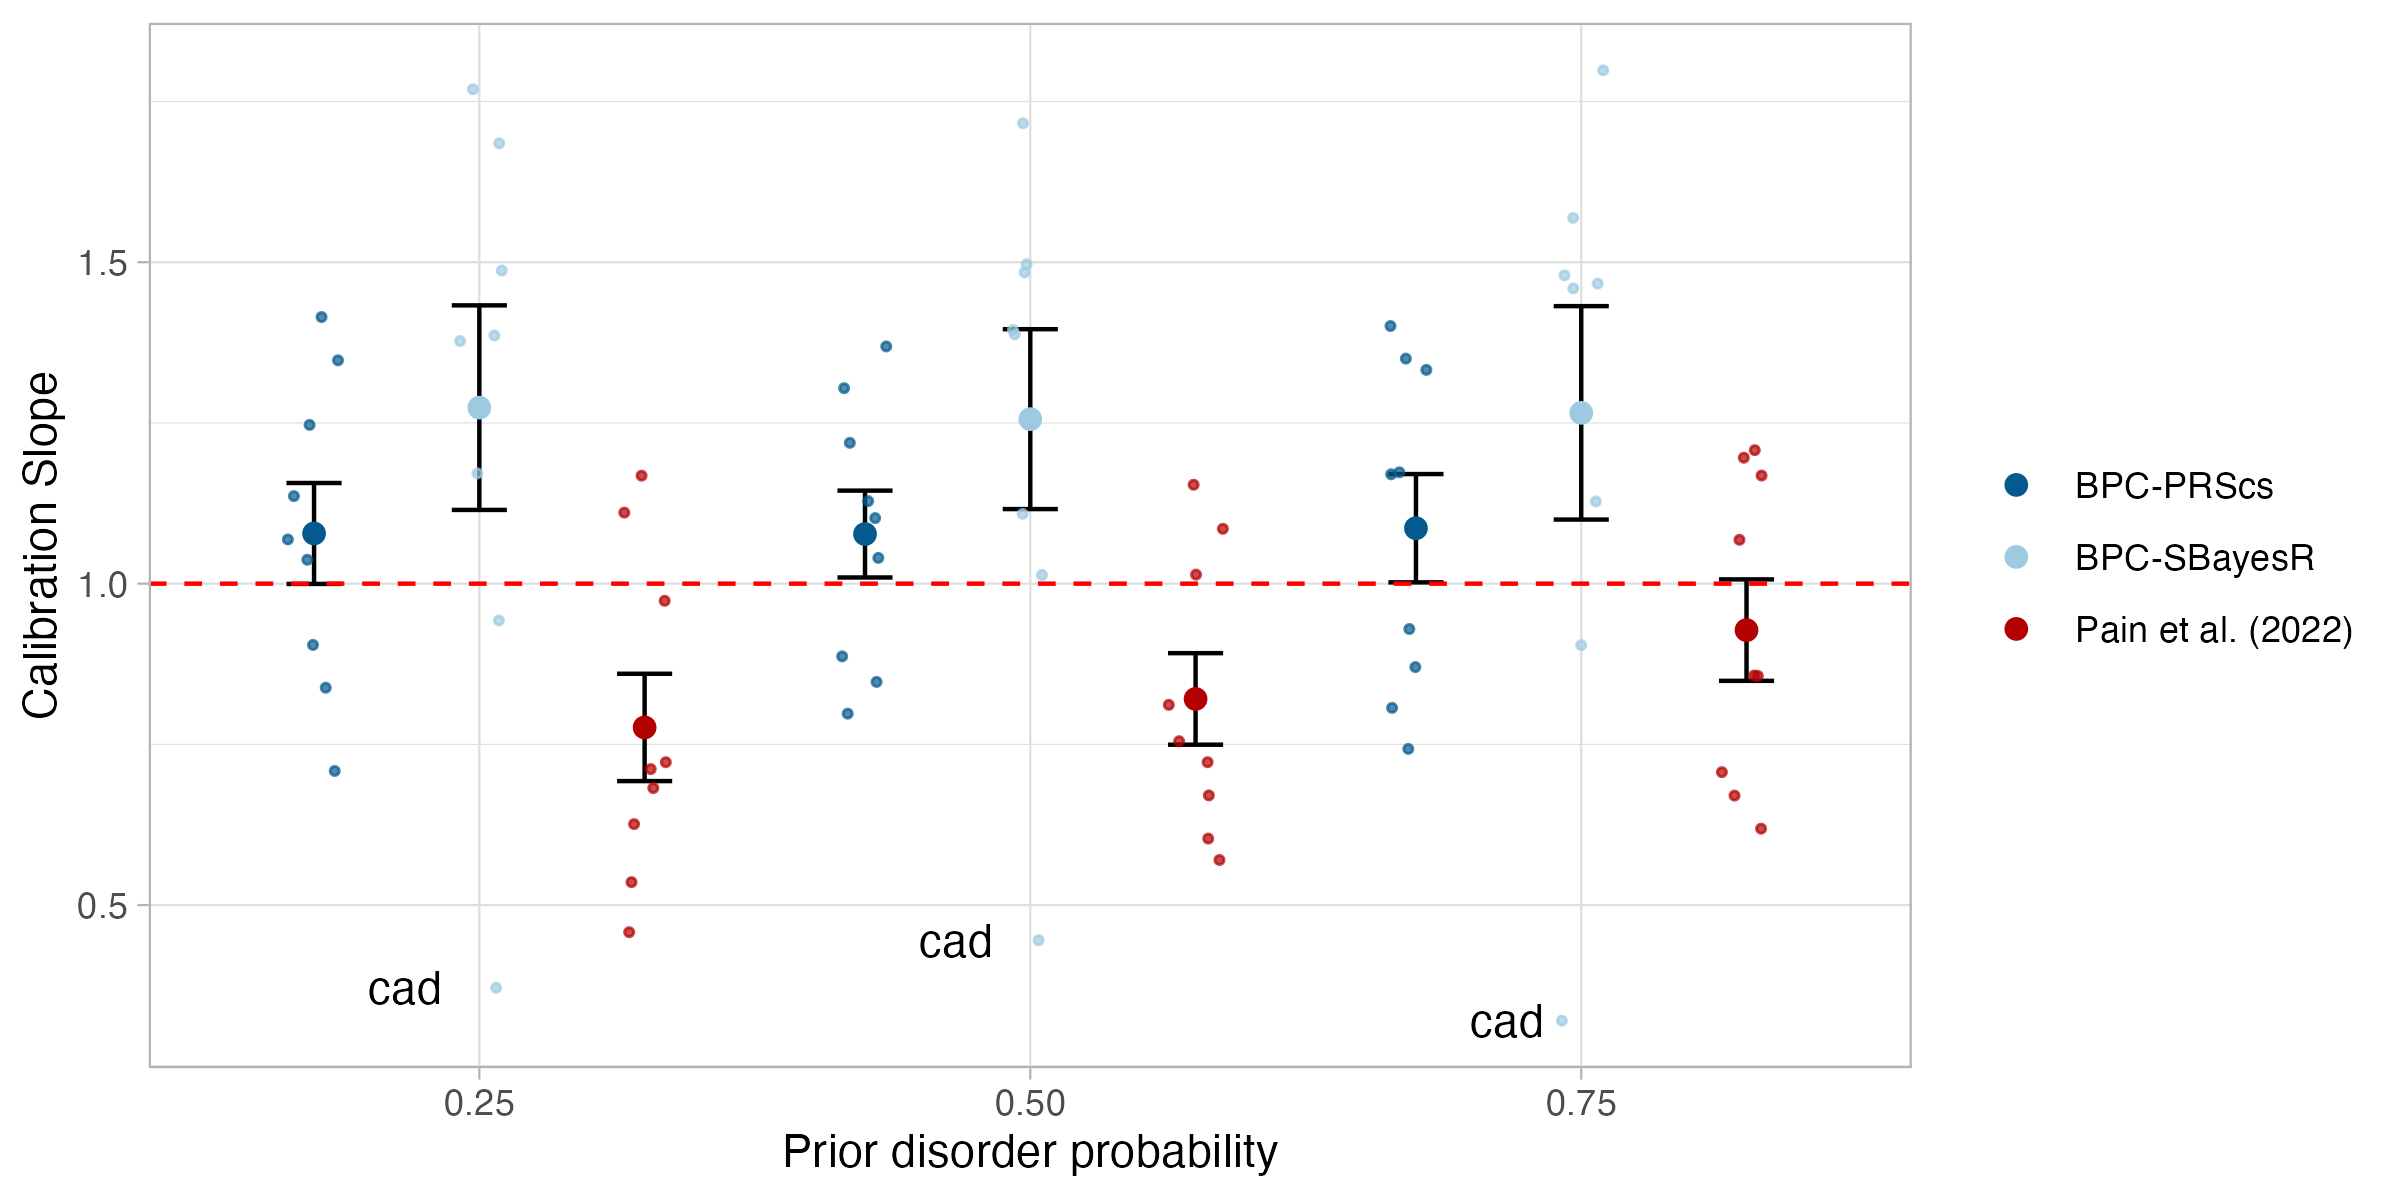 Calibration Slope
1.5
1.0
0.5
cad
cad
cad
0.25
0.50
0.75
Prior disorder probability
BPC-PRScs
BPC-SBayesR
Pain et al. (2022)